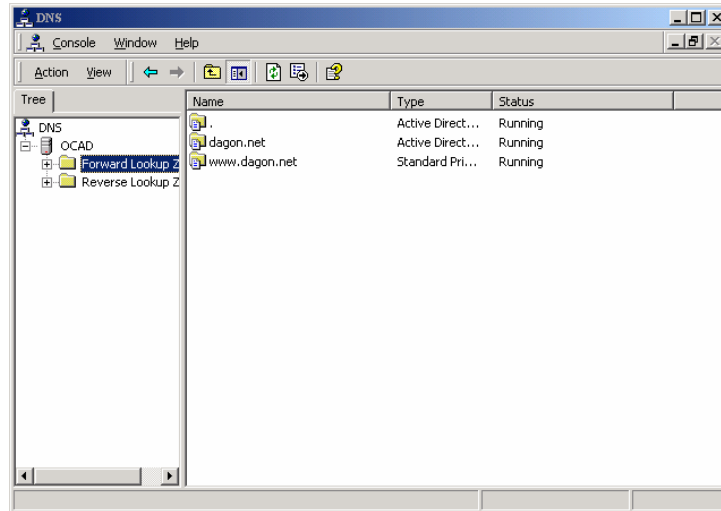 DNS
Console Window Help
Action View
Tree
Name Type Status
DNS
OCAD
Forward Lookup Z
Reverse Lookup Z
. Active Direct... Running
dagon.net Active Direct... Running
www.dagon.net Standard Pri... Running